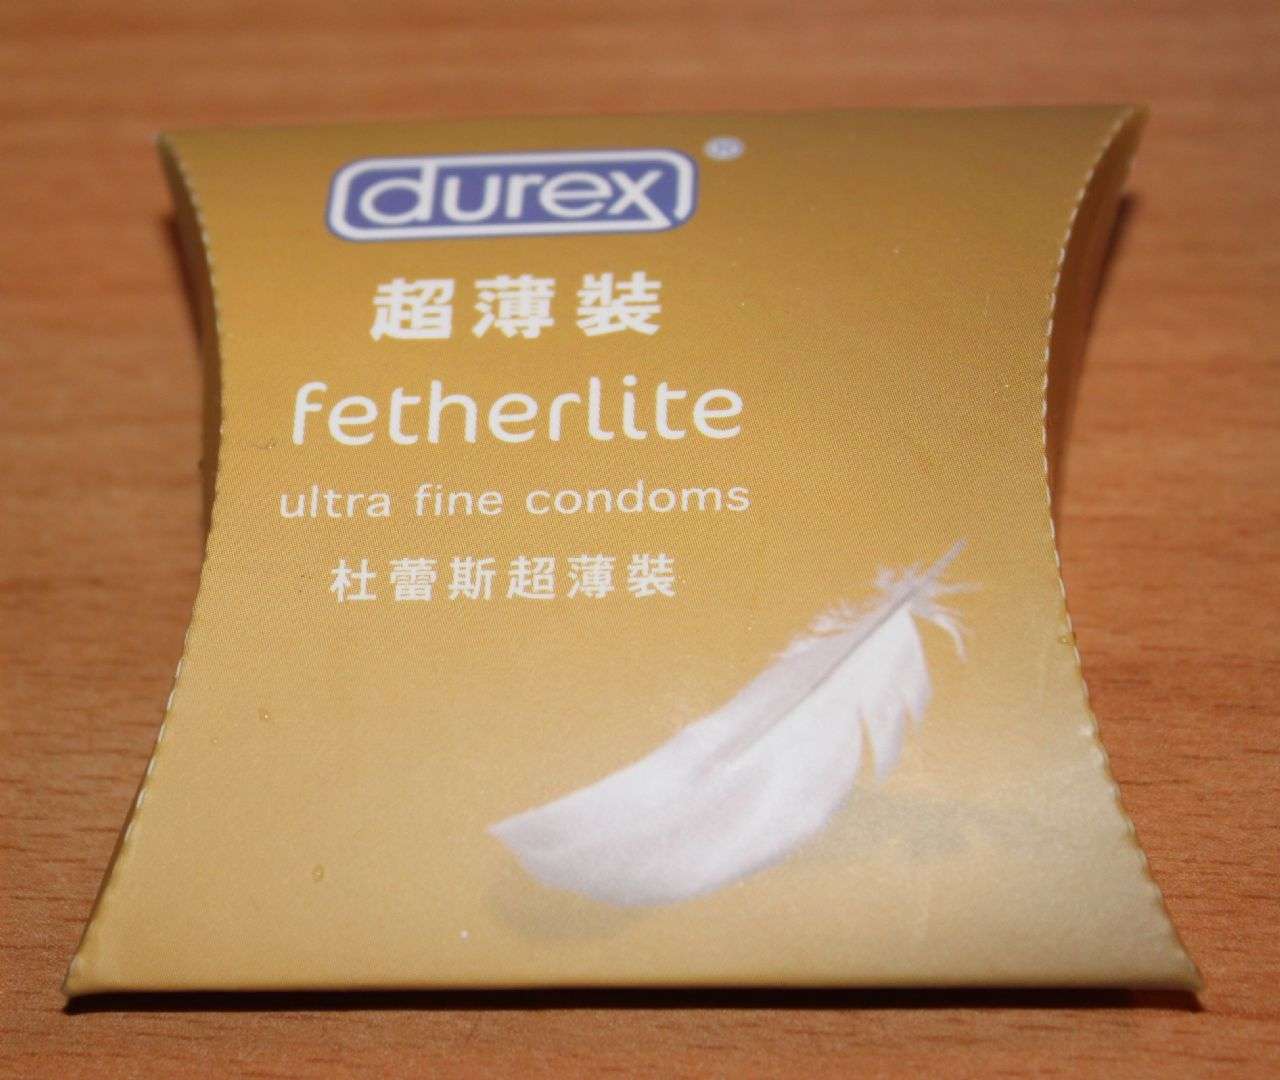 durex®
超薄裝
fetherlite
ultra fine condoms
杜蕾斯超薄裝